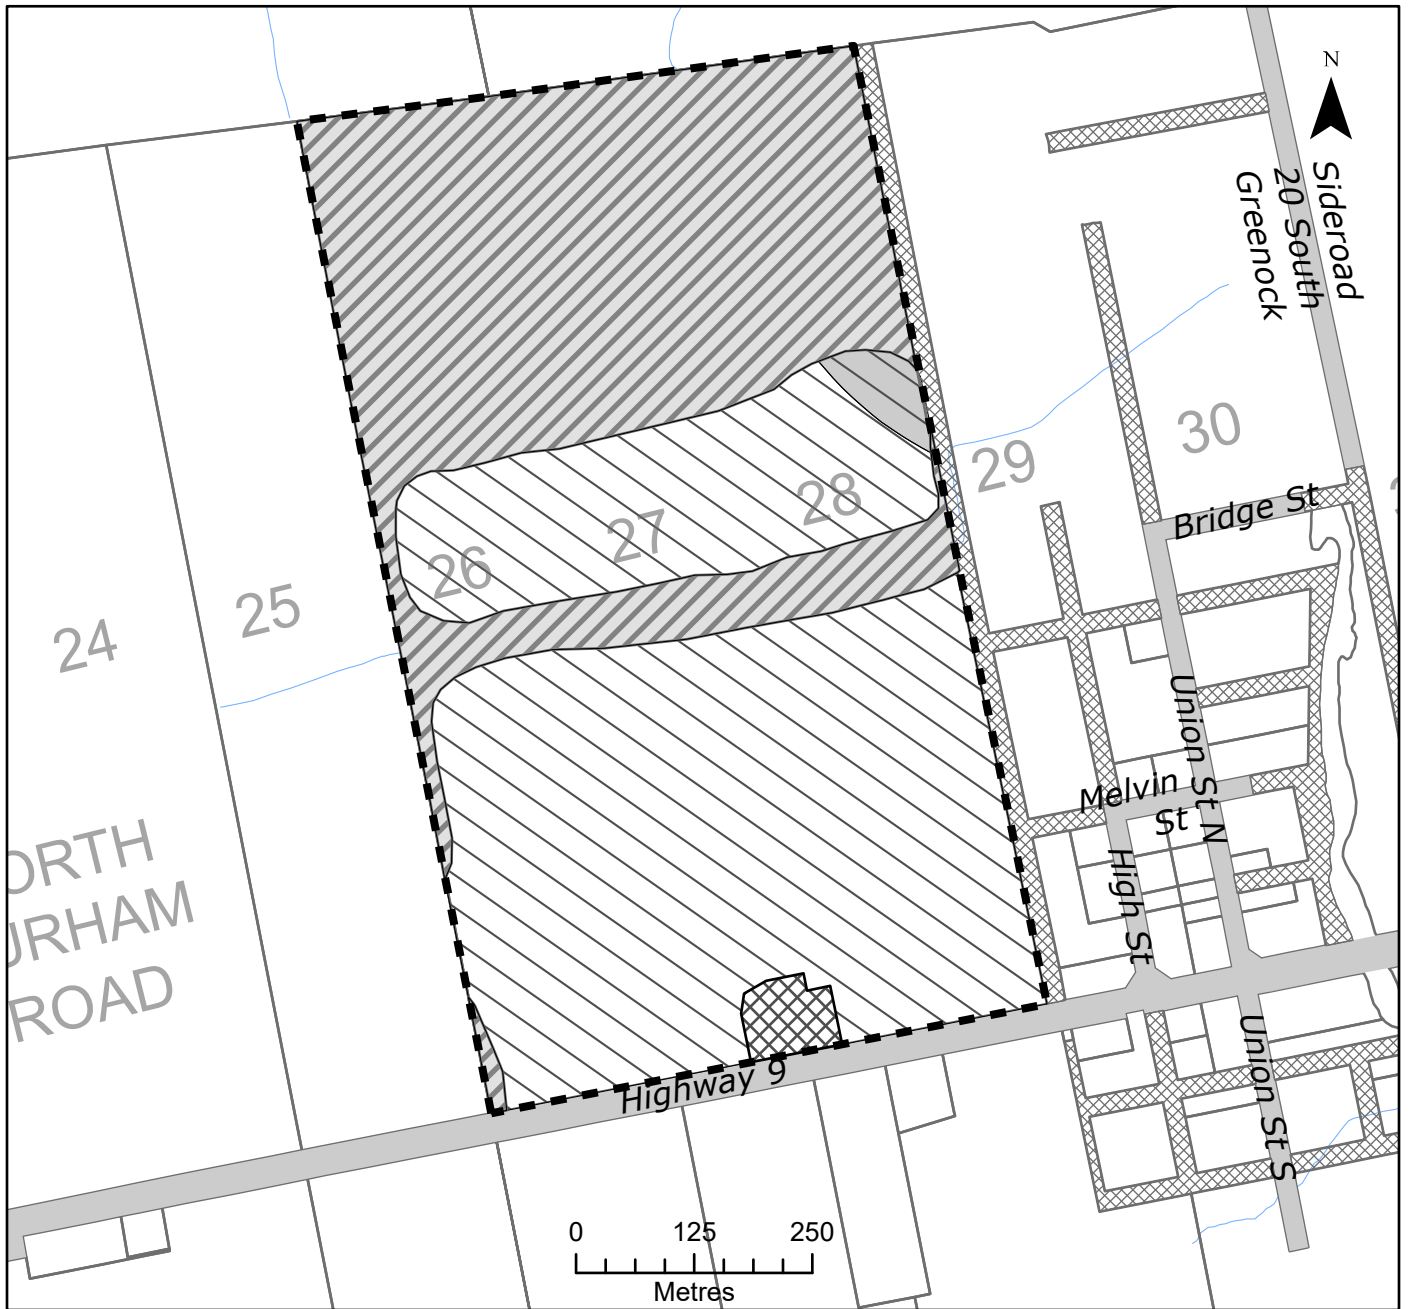 N
Sideroad
20 South
Greenock
30
29
Bridge St
28
27
26
25
24
Union St N
Melvin
St
High St
ORTH
URHAM
ROAD
Highway 9
Union St S
0 125 250
Metres